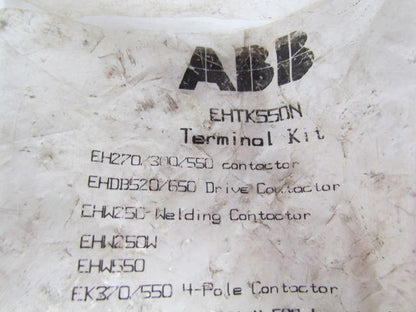 ABB
EHTK550N
Terminal Kit
EH270/300/550 contactor
EHDB520/650 Drive Contactor
EHW250-Welding Contactor
EHW250W
EHW550
EK370/550 4-Pole Contactor